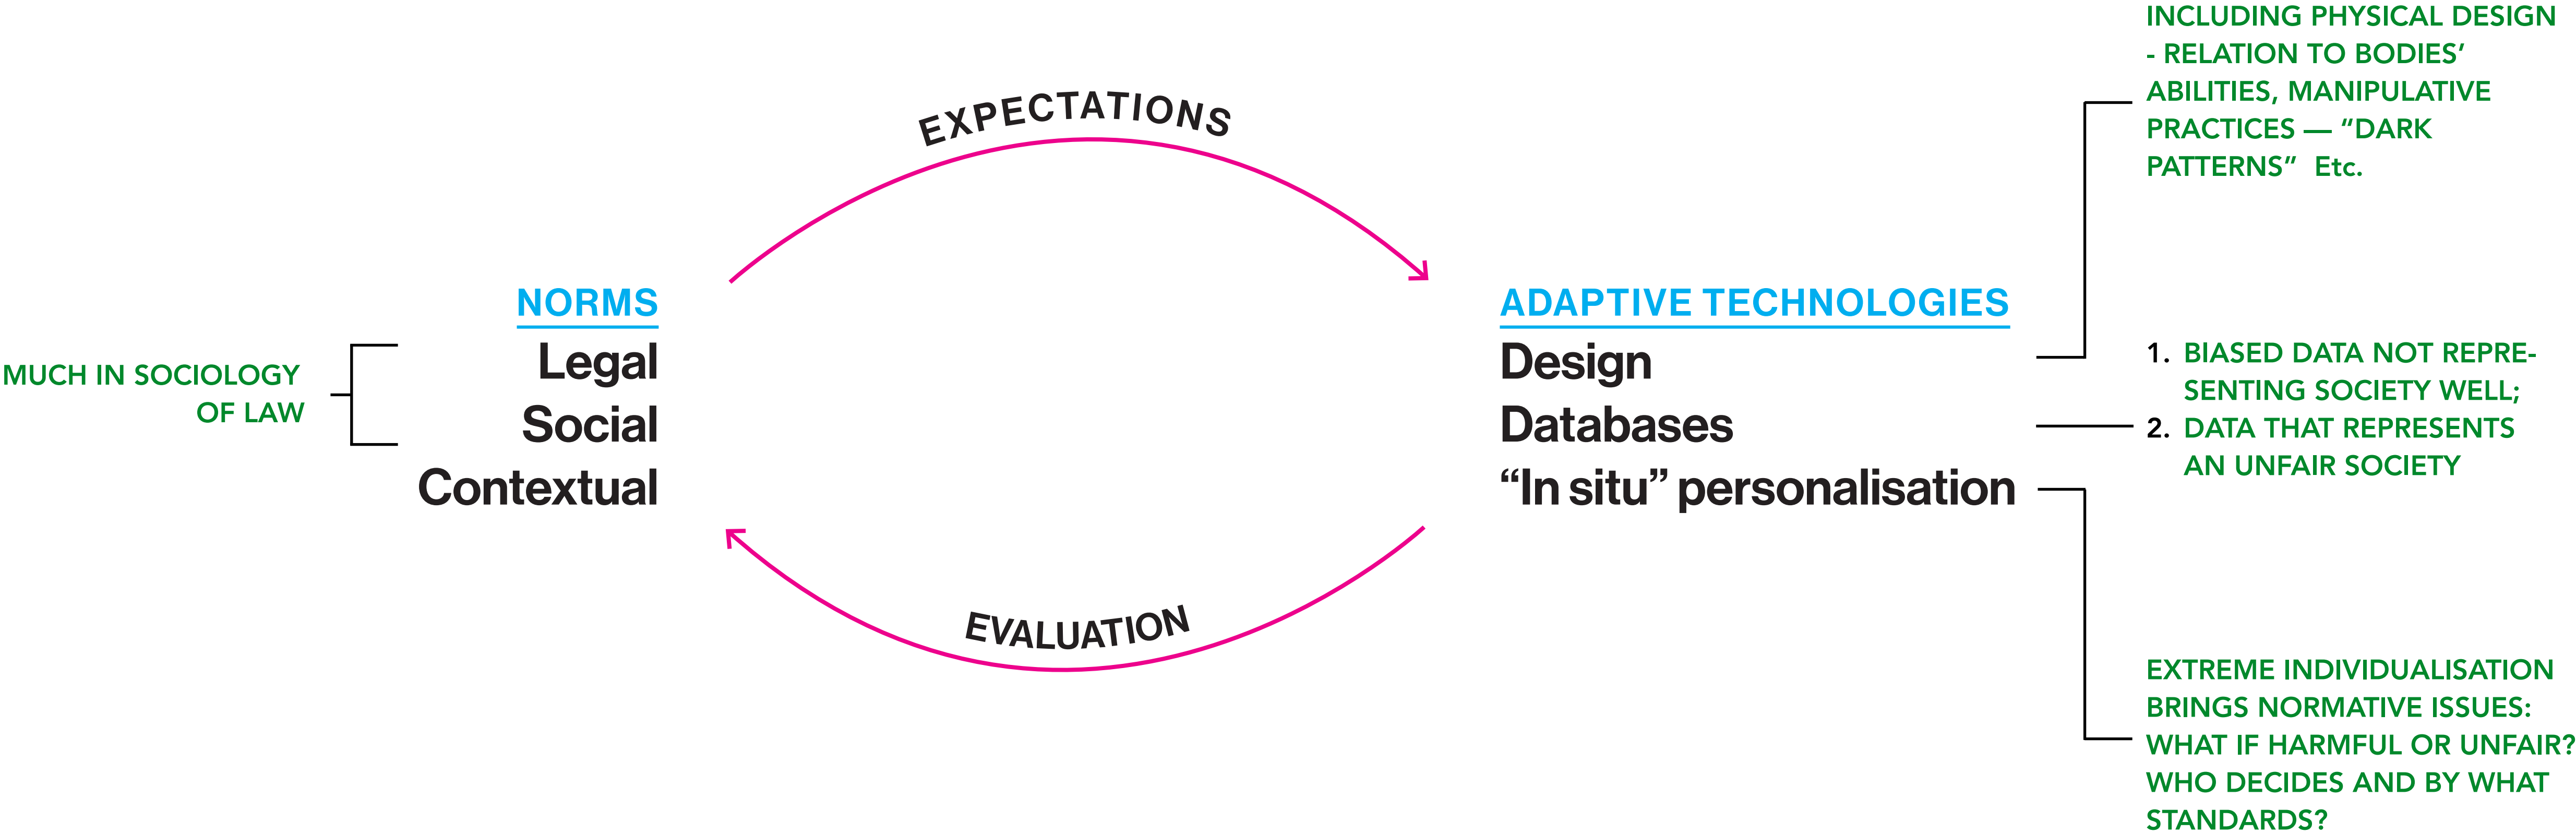 INCLUDING PHYSICAL DESIGN
- RELATION TO BODIES’
ABILITIES, MANIPULATIVE
PRACTICES — “DARK
PATTERNS” Etc.
EXPECTATIONS
NORMS
Legal
Social
Contextual
MUCH IN SOCIOLOGY
OF LAW
ADAPTIVE TECHNOLOGIES
Design
Databases
“In situ” personalisation
1. BIASED DATA NOT REPRE-
SENTING SOCIETY WELL;
2. DATA THAT REPRESENTS
AN UNFAIR SOCIETY
EVALUATION
EXTREME INDIVIDUALISATION
BRINGS NORMATIVE ISSUES:
WHAT IF HARMFUL OR UNFAIR?
WHO DECIDES AND BY WHAT
STANDARDS?